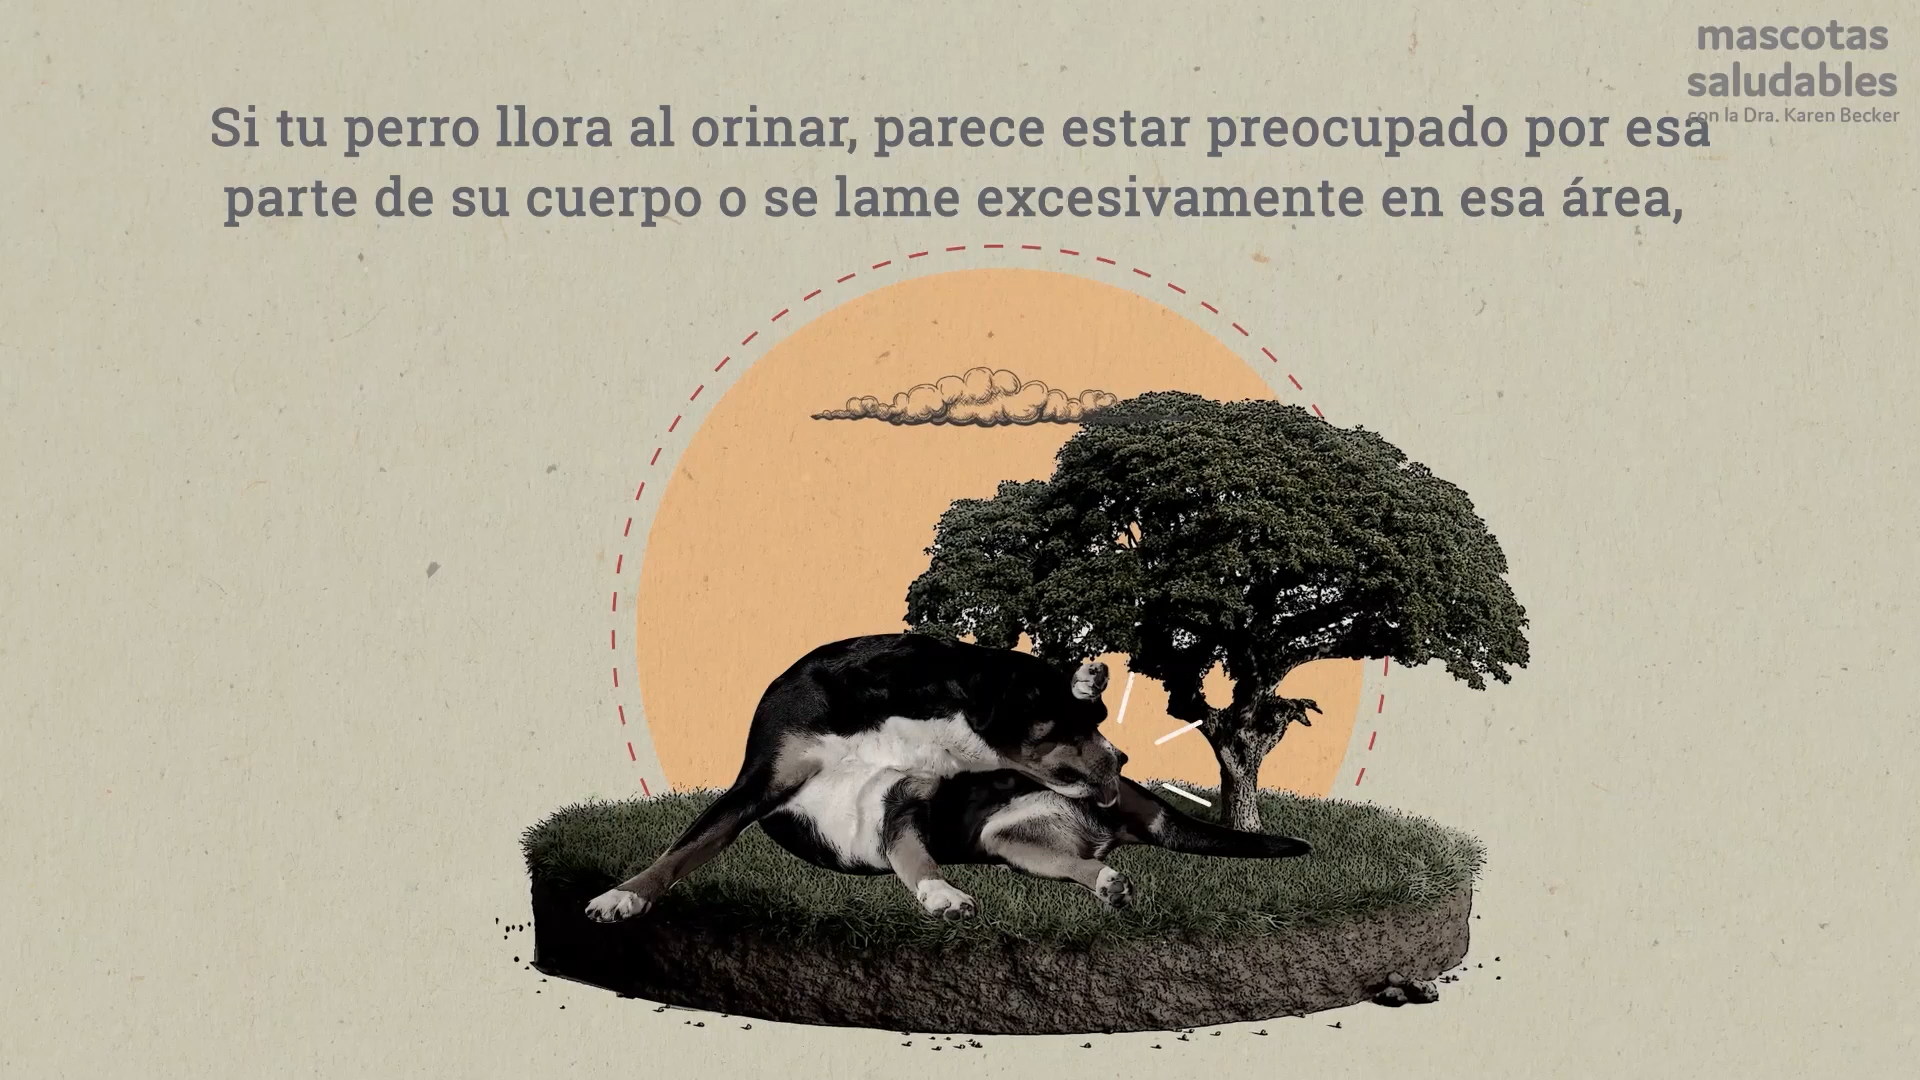 mascotas
saludables
con la Dra. Karen Becker
Si tu perro llora al orinar, parece estar preocupado por esa
parte de su cuerpo o se lame excesivamente en esa área,